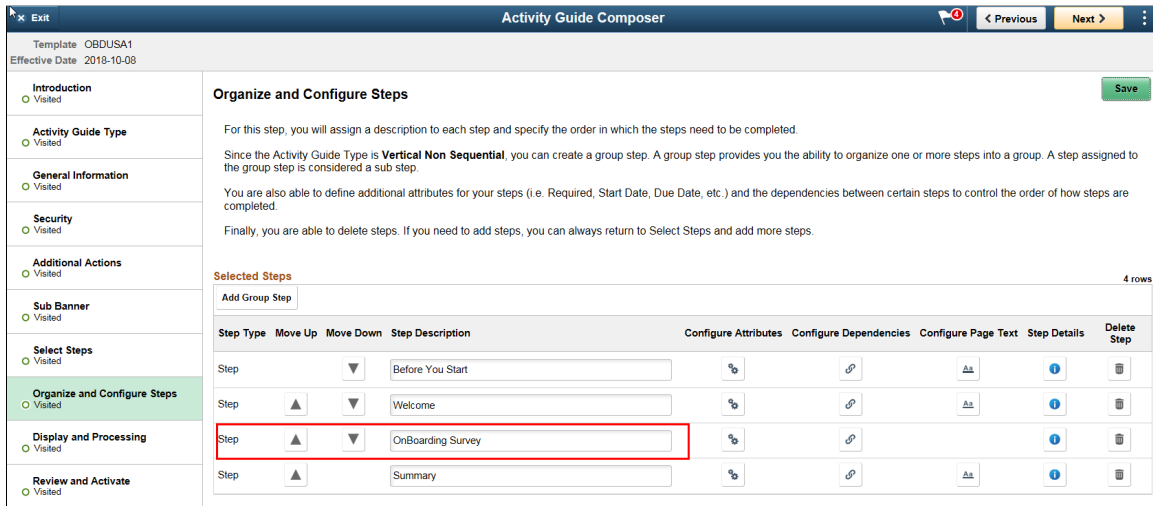 × Exit
Activity Guide Composer
4
< Previous
Next >
Template OBDUSA1
Effective Date 2018-10-08
Introduction
Visited
Activity Guide Type
Visited
General Information
Visited
Security
Visited
Additional Actions
Visited
Sub Banner
Visited
Select Steps
Visited
Organize and Configure Steps
Visited
Display and Processing
Visited
Review and Activate
Visited
Organize and Configure Steps
Save
For this step, you will assign a description to each step and specify the order in which the steps need to be completed.
Since the Activity Guide Type is Vertical Non Sequential, you can create a group step. A group step provides you the ability to organize one or more steps into a group. A step assigned to
the group step is considered a sub step.
You are also able to define additional attributes for your steps (i.e. Required, Start Date, Due Date, etc.) and the dependencies between certain steps to control the order of how steps are
completed.
Finally, you are able to delete steps. If you need to add steps, you can always return to Select Steps and add more steps.
Selected Steps
4 rows
Add Group Step
Step Type Move Up Move Down Step Description Configure Attributes Configure Dependencies Configure Page Text Step Details Delete
Step
Step Before You Start Aa
Step Welcome Aa
Step OnBoarding Survey
Step Summary Aa